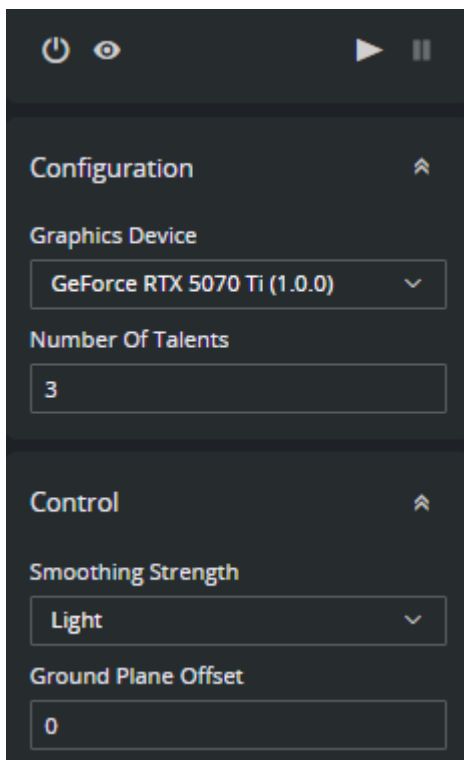 Configuration
Graphics Device
GeForce RTX 5070 Ti (1.0.0)
Number Of Talents
3
Control
Smoothing Strength
Light
Ground Plane Offset
0